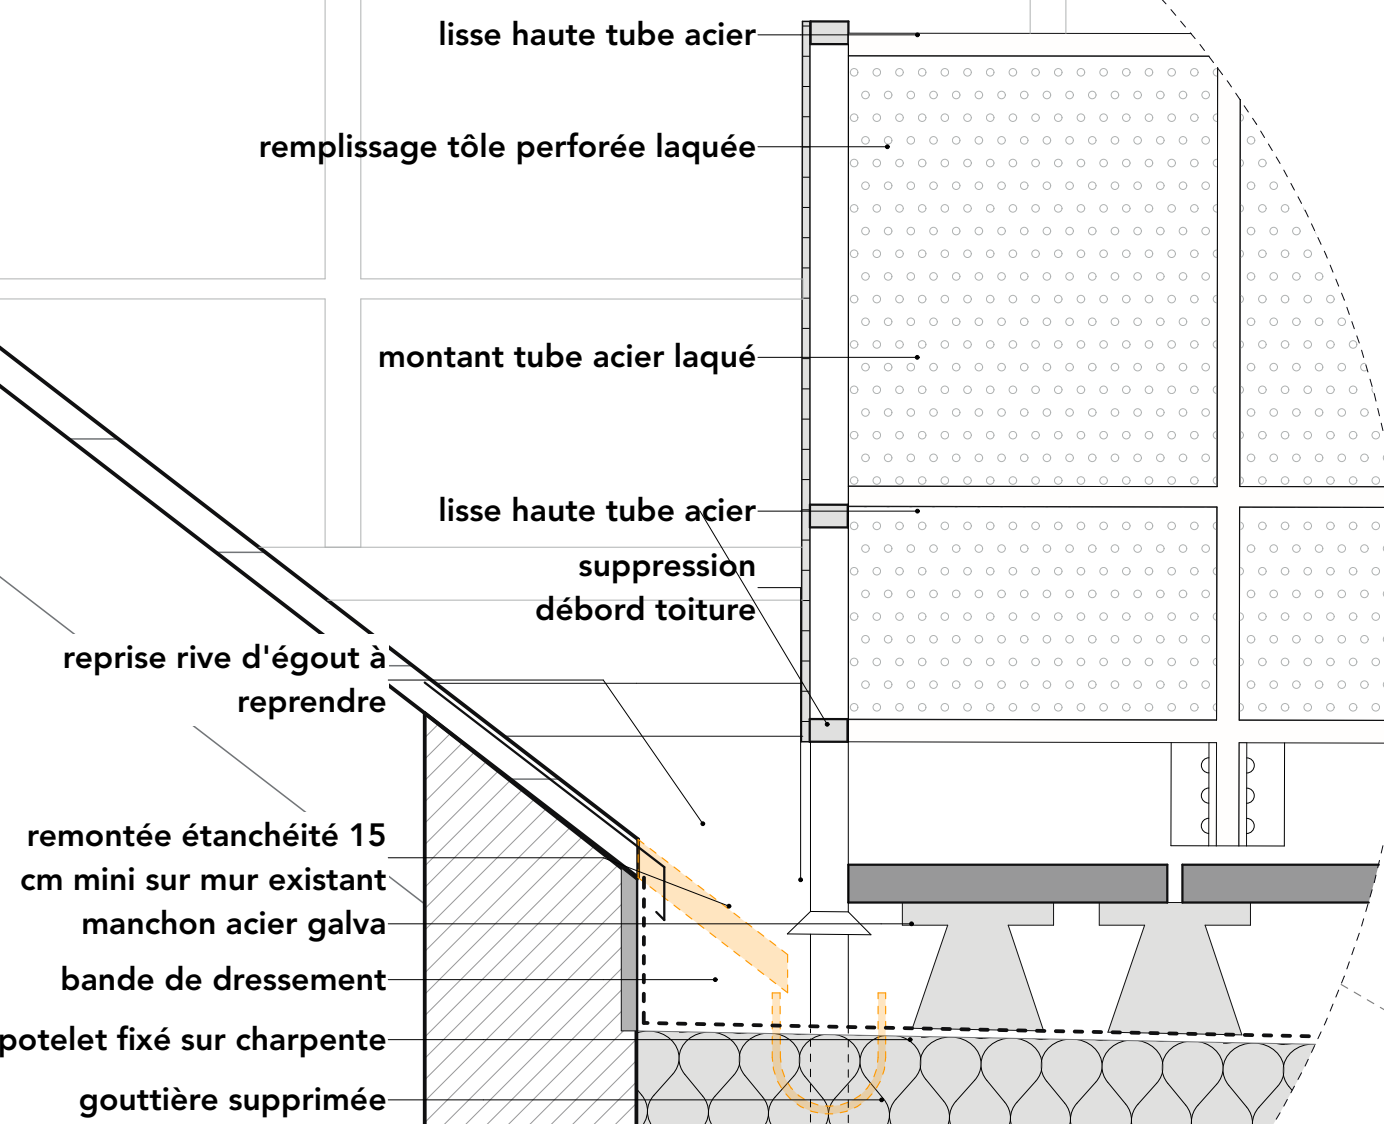 lisse haute tube acier
remplissage tôle perforée laquée
montant tube acier laqué
lisse haute tube acier
suppression
débord toiture
reprise rive d'égout à
reprendre
remontée étanchéité 15
cm mini sur mur existant
manchon acier galva
bande de dressement
potelet fixé sur charpente
gouttière supprimée